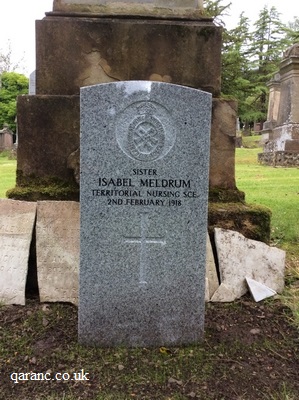 SISTER
ISABEL MELDRUM
TERRITORIAL NURSING SCE.
2ND FEBRUARY 1918
qaranc.co.uk